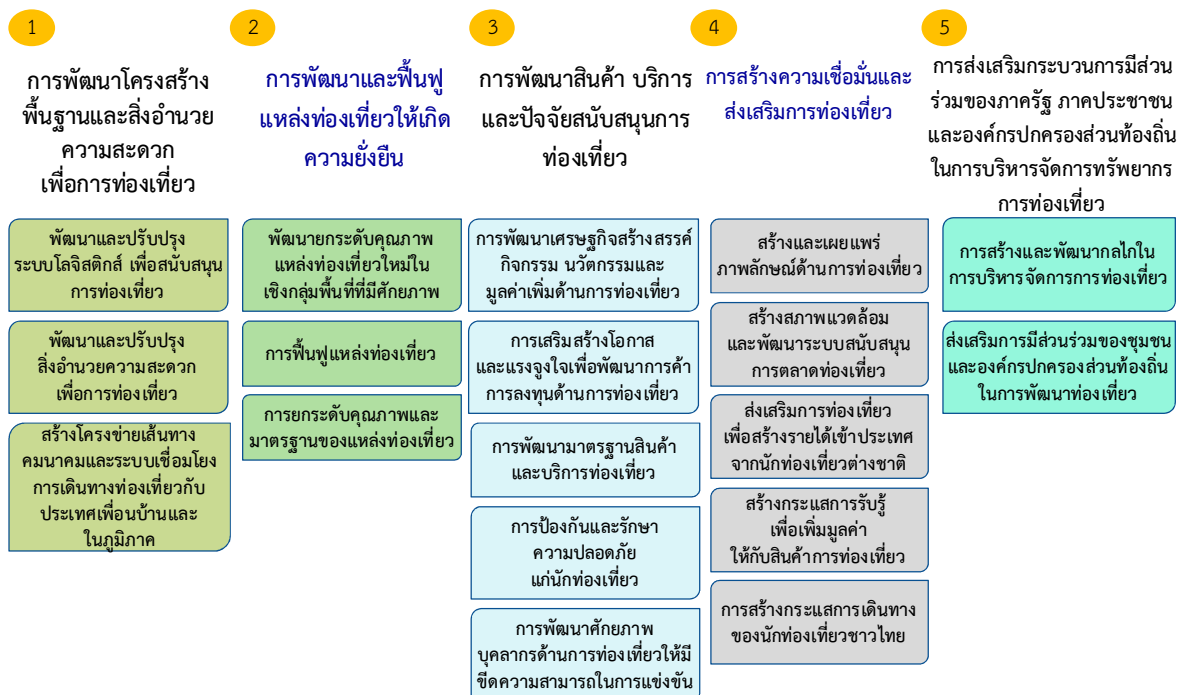 1
การพัฒนาโครงสร้าง
พื้นฐานและสิ่งอำนวย
ความสะดวก
เพื่อการท่องเที่ยว
พัฒนาและปรับปรุง
ระบบโลจิสติกส์ เพื่อสนับสนุน
การท่องเที่ยว
พัฒนาและปรับปรุง
สิ่งอำนวยความสะดวก
เพื่อการท่องเที่ยว
สร้างโครงข่ายเส้นทาง
คมนาคมและระบบเชื่อมโยง
การเดินทางท่องเที่ยวกับ
ประเทศเพื่อนบ้านและ
ในภูมิภาค
2
การพัฒนาและฟื้นฟู
แหล่งท่องเที่ยวให้เกิด
ความยั่งยืน
พัฒนายกระดับคุณภาพ
แหล่งท่องเที่ยวใหม่ใน
เชิงกลุ่มพื้นที่ที่มีศักยภาพ
การฟื้นฟูแหล่งท่องเที่ยว
การยกระดับคุณภาพและ
มาตรฐานของแหล่งท่องเที่ยว
3
การพัฒนาสินค้า บริการ
และปัจจัยสนับสนุนการ
ท่องเที่ยว
การพัฒนาเศรษฐกิจสร้างสรรค์
กิจกรรม นวัตกรรมและ
มูลค่าเพิ่มด้านการท่องเที่ยว
การเสริมสร้างโอกาส
และแรงจูงใจเพื่อพัฒนาการค้า
การลงทุนด้านการท่องเที่ยว
การพัฒนามาตรฐานสินค้า
และบริการท่องเที่ยว
การป้องกันและรักษา
ความปลอดภัย
แก่นักท่องเที่ยว
การพัฒนาศักยภาพ
บุคลากรด้านการท่องเที่ยวให้มี
ขีดความสามารถในการแข่งขัน
4
การสร้างความเชื่อมั่นและ
ส่งเสริมการท่องเที่ยว
สร้างและเผยแพร่
ภาพลักษณ์ด้านการท่องเที่ยว
สร้างสภาพแวดล้อม
และพัฒนาระบบสนับสนุน
การตลาดท่องเที่ยว
ส่งเสริมการท่องเที่ยว
เพื่อสร้างรายได้เข้าประเทศ
จากนักท่องเที่ยวต่างชาติ
สร้างกระแสการรับรู้
เพื่อเพิ่มมูลค่า
ให้กับสินค้าการท่องเที่ยว
การสร้างกระแสการเดินทาง
ของนักท่องเที่ยวชาวไทย
5
การส่งเสริมกระบวนการมีส่วน
ร่วมของภาครัฐ ภาคประชาชน
และองค์กรปกครองส่วนท้องถิ่น
ในการบริหารจัดการทรัพยากร
การท่องเที่ยว
การสร้างและพัฒนากลไกใน
การบริหารจัดการการท่องเที่ยว
ส่งเสริมการมีส่วนร่วมของชุมชน
และองค์กรปกครองส่วนท้องถิ่น
ในการพัฒนาท่องเที่ยว